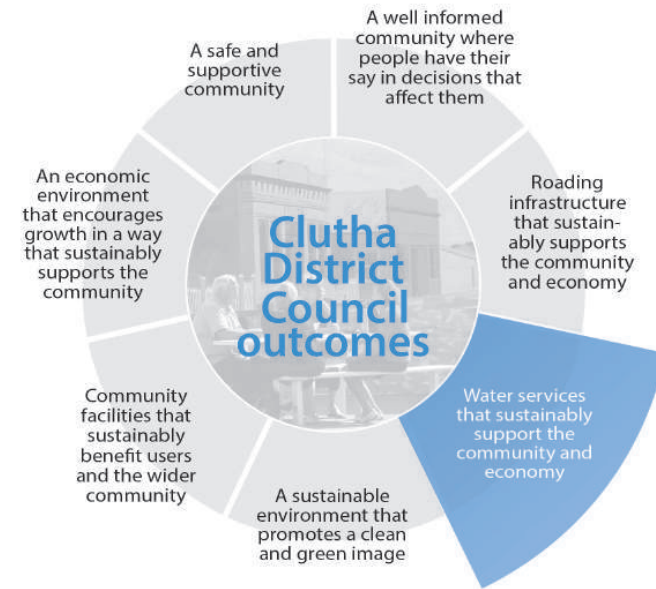 A well informed
community where
people have their
say in decisions that
affect them
Roading
infrastructure
that sustain-
ably supports
the community
and economy
Water services
that sustainably
support the
community and
economy
A sustainable
environment that
promotes a clean
and green image
Community
facilities that
sustainably
benefit users
and the wider
community
An economic
environment
that encourages
growth in a way
that sustainably
supports the
community
A safe and
supportive
community
Clutha
District
Council
outcomes